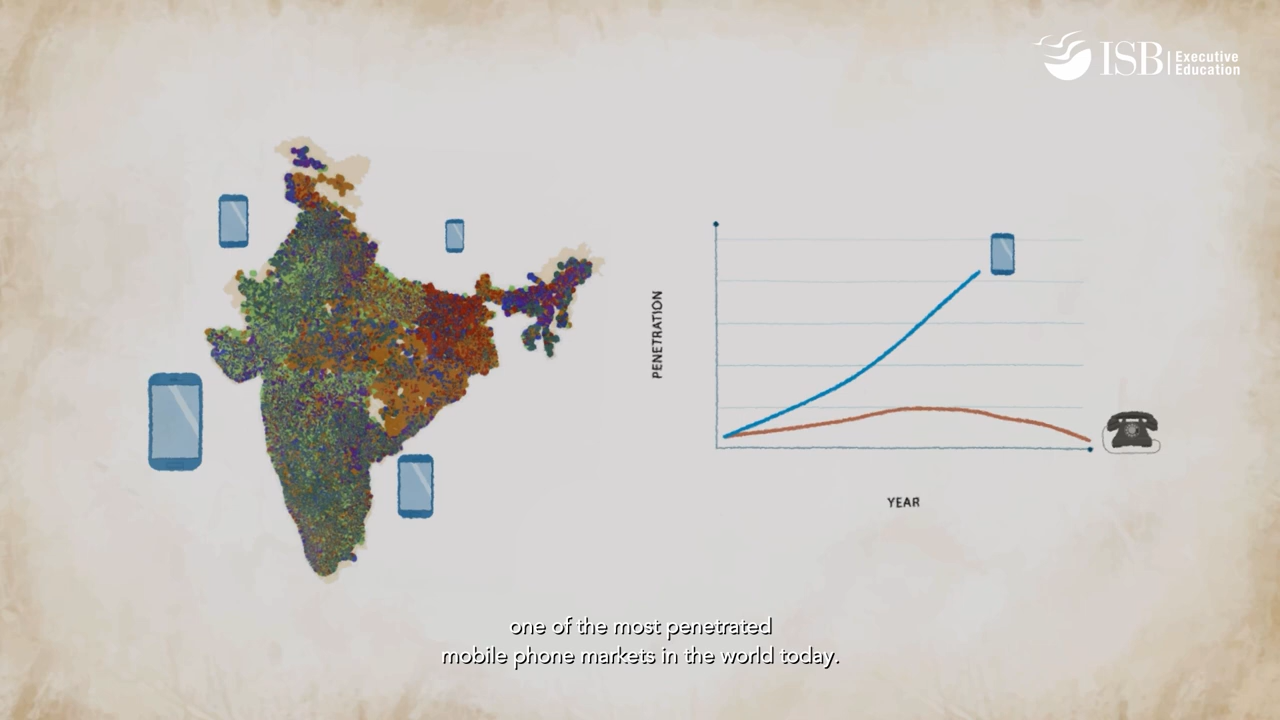 ISB
Executive
Education
PENETRATION
YEAR
one of the most penetrated
mobile phone markets in the world today.